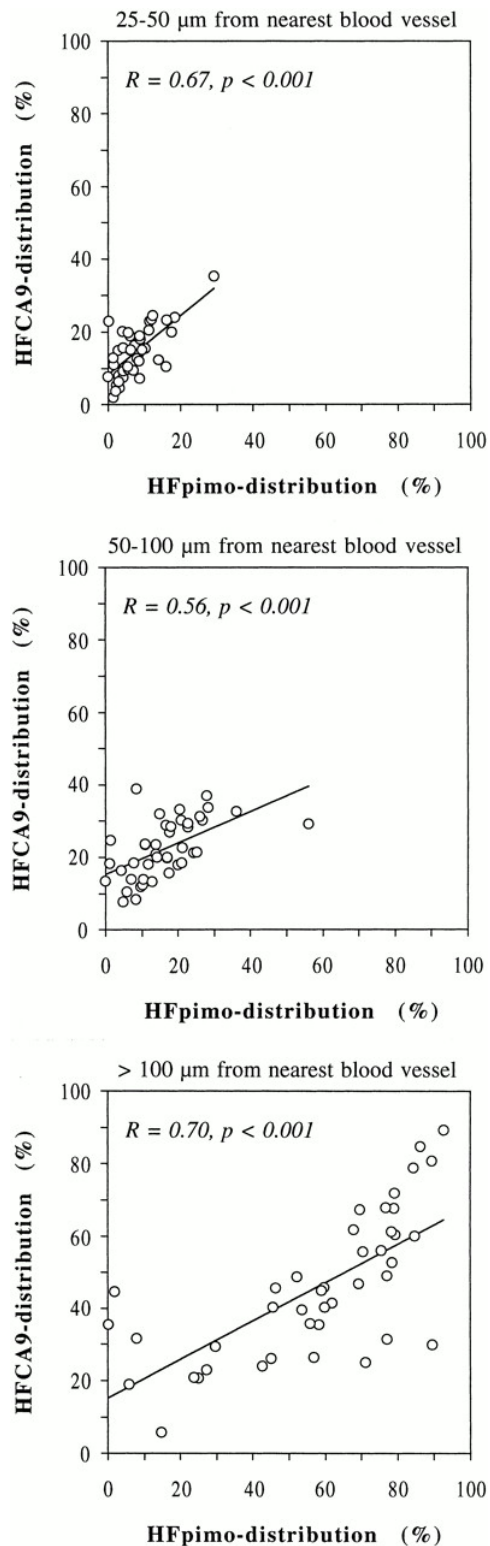 25-50 µm from nearest blood vessel
100
R = 0.67, p < 0.001
80
60
40
20
0
HFCA9-distribution (%)
0 20 40 60 80 100
HFpimo-distribution (%)
50-100 µm from nearest blood vessel
100
R = 0.56, p < 0.001
80
60
40
20
0
HFCA9-distribution (%)
0 20 40 60 80 100
HFpimo-distribution (%)
> 100 µm from nearest blood vessel
100
R = 0.70, p < 0.001
80
60
40
20
0
HFCA9-distribution (%)
0 20 40 60 80 100
HFpimo-distribution (%)